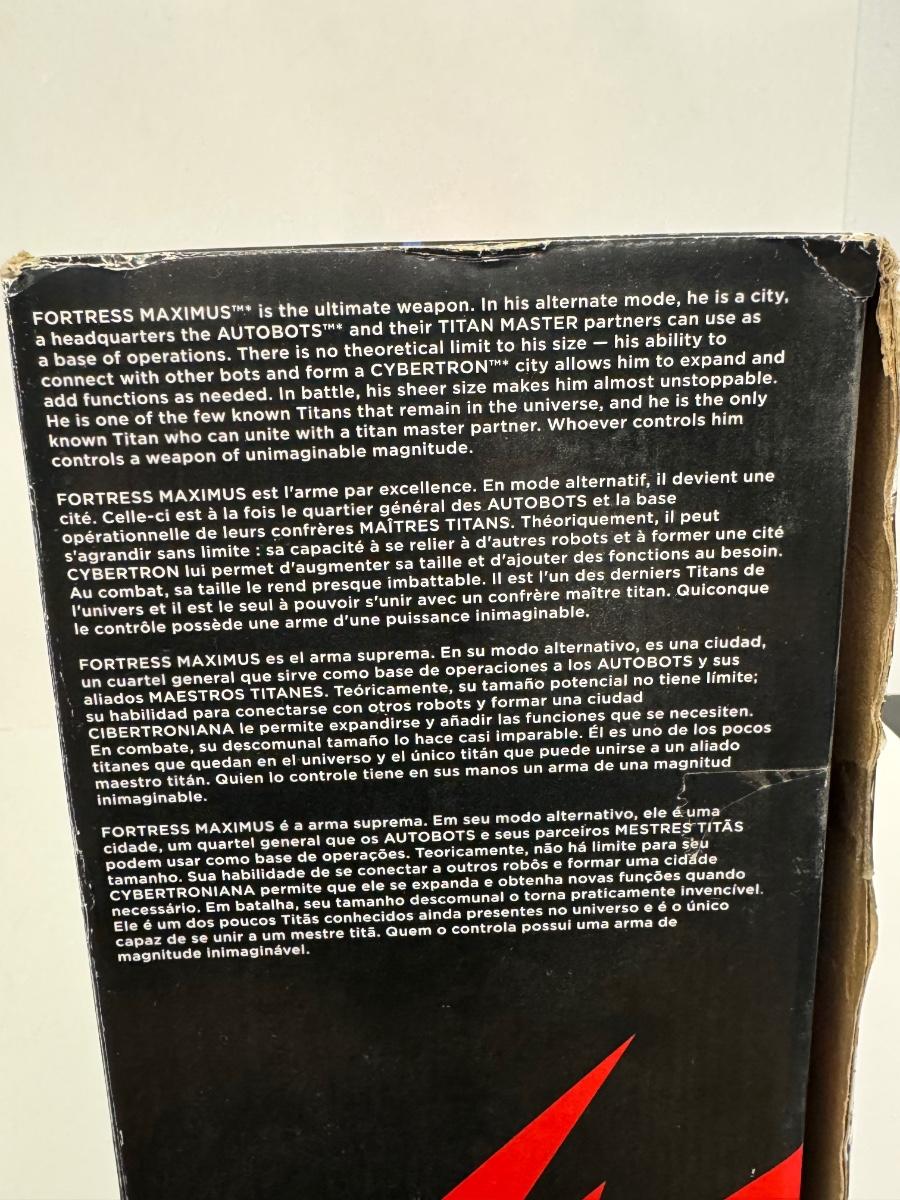 FORTRESS MAXIMUS™* is the ultimate weapon. In his alternate mode, he is a city,
a headquarters the AUTOBOTS™* and their TITAN MASTER partners can use as
a base of operations. There is no theoretical limit to his size — his ability to
connect with other bots and form a CYBERTRON™* city allows him to expand and
add functions as needed. In battle, his sheer size makes him almost unstoppable.
He is one of the few known Titans that remain in the universe, and he is the only
known Titan who can unite with a titan master partner. Whoever controls him
controls a weapon of unimaginable magnitude.
FORTRESS MAXIMUS est l'arme par excellence. En mode alternatif, il devient une
cité. Celle-ci est à la fois le quartier général des AUTOBOTS et la base
opérationnelle de leurs confrères MAÎTRES TITANS. Théoriquement, il peut
s'agrandir sans limite : sa capacité à se relier à d'autres robots et à former une cité
CYBERTRON lui permet d'augmenter sa taille et d'ajouter des fonctions au besoin.
Au combat, sa taille le rend presque imbattable. Il est l'un des derniers Titans de
l'univers et il est le seul à pouvoir s'unir avec un confrère maître titan. Quiconque
le contrôle possède une arme d'une puissance inimaginable.
FORTRESS MAXIMUS es el arma suprema. En su modo alternativo, es una ciudad,
un cuartel general que sirve como base de operaciones a los AUTOBOTS y sus
aliados MAESTROS TITANES. Teóricamente, su tamaño potencial no tiene límite;
su habilidad para conectarse con otros robots y formar una ciudad
CIBERTRONIANA le permite expandirse y añadir las funciones que se necesiten.
En combate, su descomunal tamaño lo hace casi imparable. Él es uno de los pocos
titanes que quedan en el universo y el único titán que puede unirse a un aliado
maestro titán. Quien lo controle tiene en sus manos un arma de una magnitud
inimaginable.
FORTRESS MAXIMUS é a arma suprema. Em seu modo alternativo, ele é uma
cidade, um quartel general que os AUTOBOTS e seus parceiros MESTRES TITÃS
podem usar como base de operações. Teoricamente, não há limite para seu
tamanho. Sua habilidade de se conectar a outros robôs e formar uma cidade
CYBERTRONIANA permite que ele se expanda e obtenha novas funções quando
necessário. Em batalha, seu tamanho descomunal o torna praticamente invencível.
Ele é um dos poucos Titãs conhecidos ainda presentes no universo e é o único
capaz de se unir a um mestre titã. Quem o controla possui uma arma de
magnitude inimaginável.